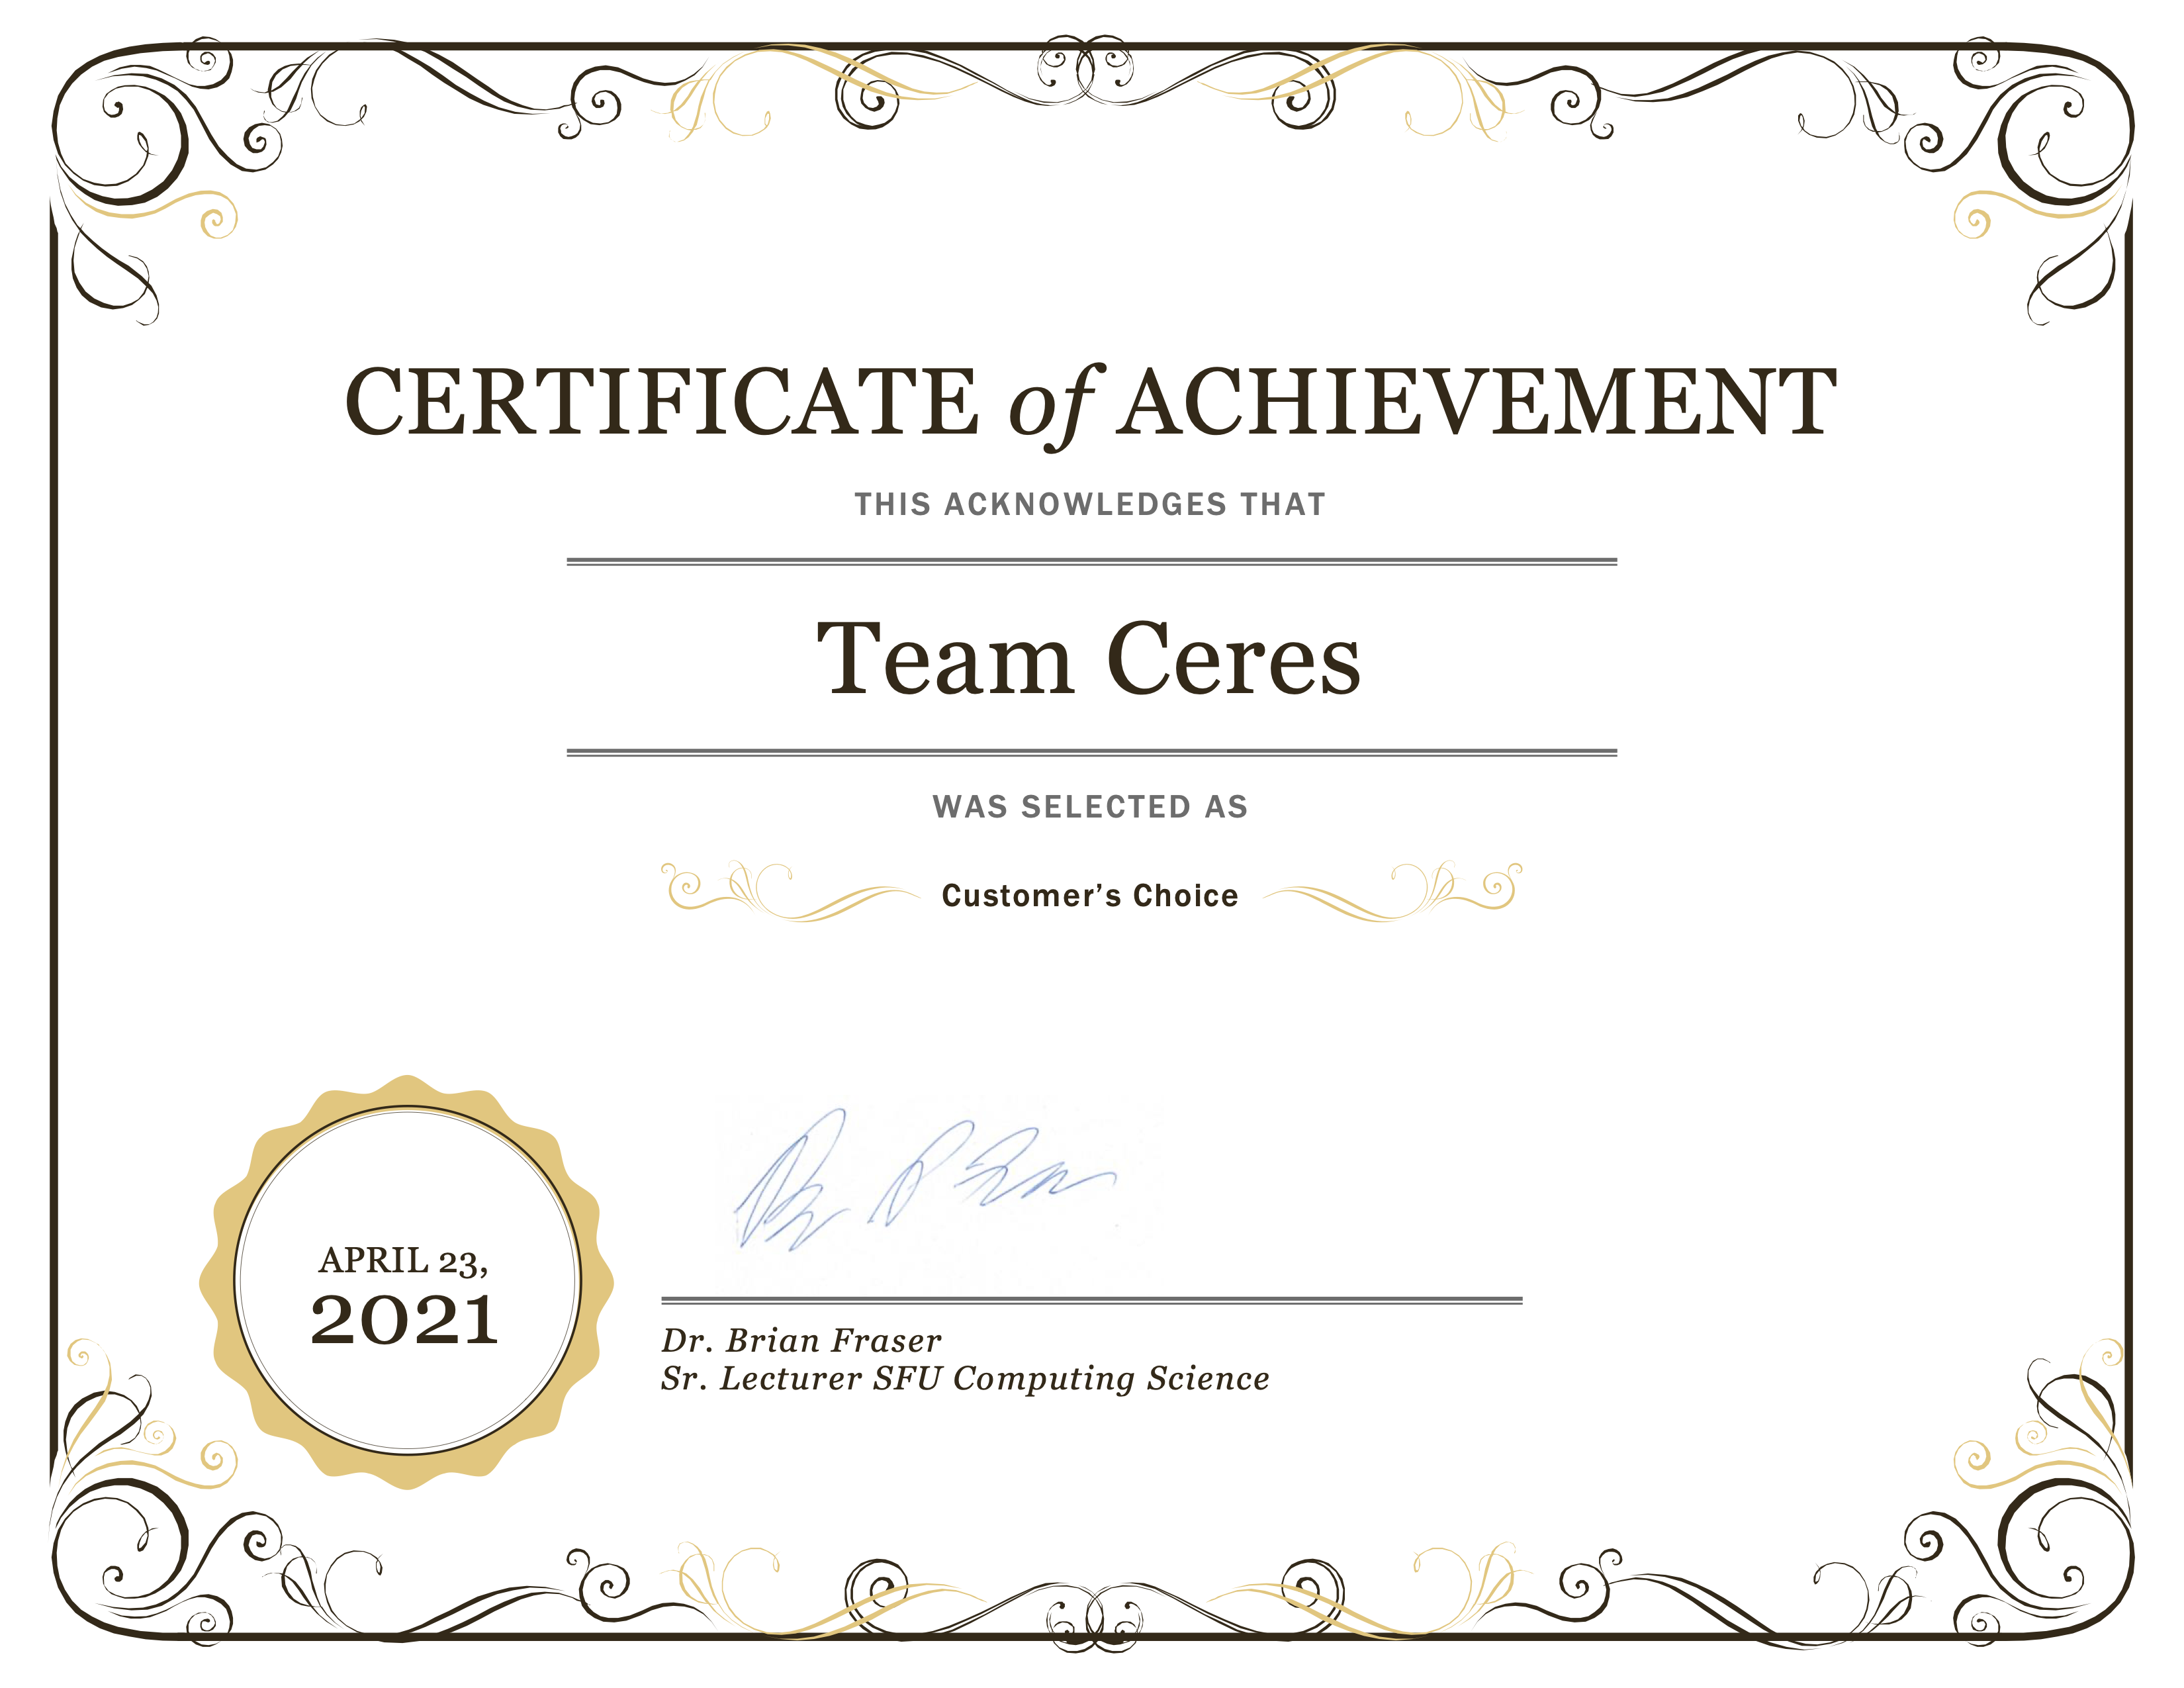 CERTIFICATE of ACHIEVEMENT
THIS ACKNOWLEDGES THAT
Team Ceres
WAS SELECTED AS
Customer's Choice
APRIL 23,
2021
Dr. Brian Fraser
Sr. Lecturer SFU Computing Science